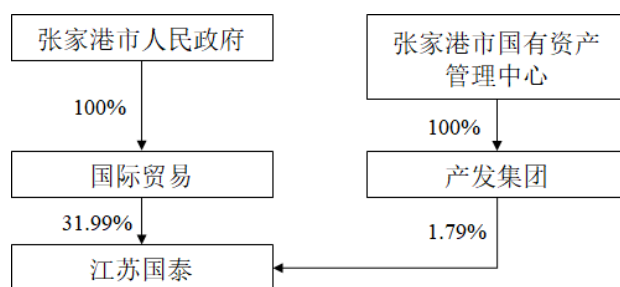 张家港市人民政府
张家港市国有资产
管理中心
100%
100%
国际贸易
产发集团
31.99%
1.79%
江苏国泰